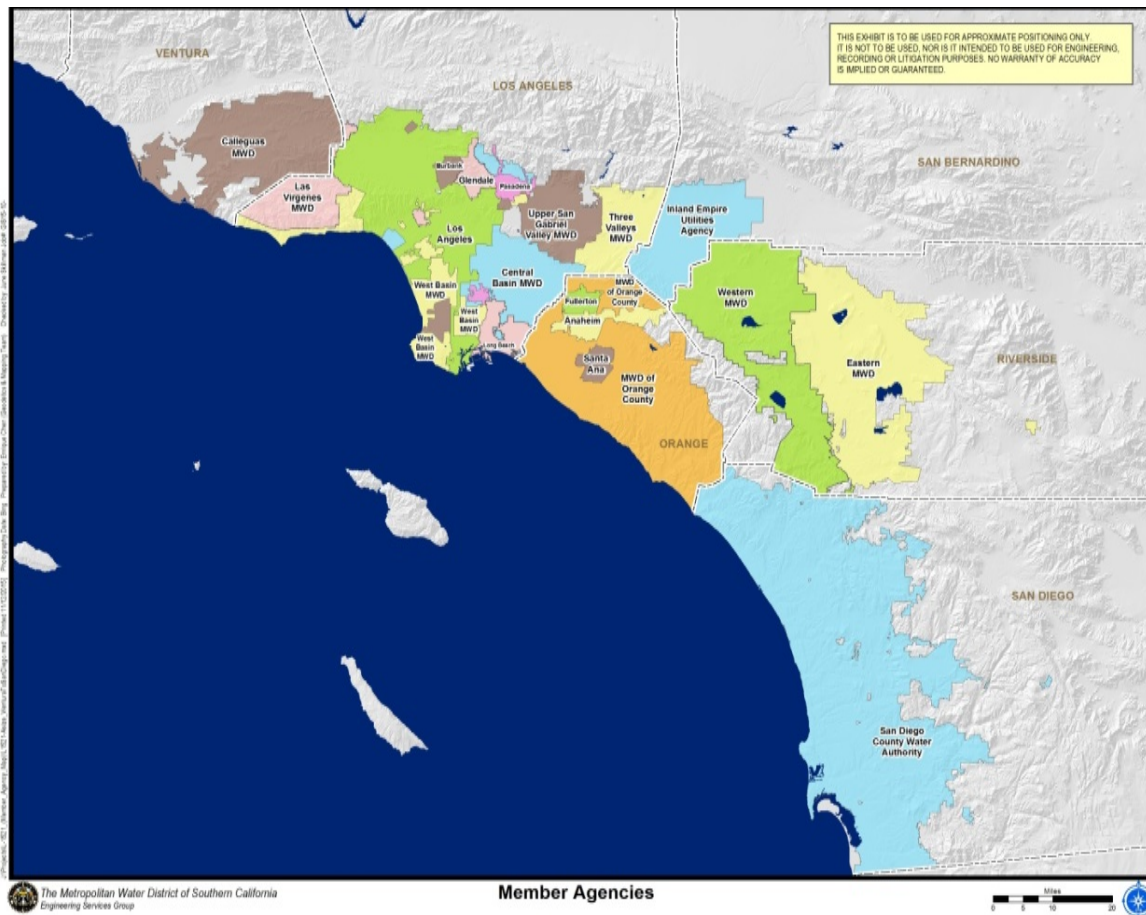 THIS EXHIBIT IS TO BE USED FOR APPROXIMATE POSITIONING ONLY.
IT IS NOT TO BE USED, NOR IS IT INTENDED TO BE USED FOR ENGINEERING,
RECORDING OR LITIGATION PURPOSES. NO WARRANTY OF ACCURACY
IS IMPLIED OR GUARANTEED.
VENTURA
LOS ANGELES
SAN BERNARDINO
Calleguas
MWD
Las
Virgenes
MWD
Burbank
Glendale
Pasadena
Los
Angeles
Upper San
Gabriel
Valley MWD
Three
Valleys
MWD
Inland Empire
Utilities
Agency
Central
Basin MWD
West Basin
MWD
West
Basin
MWD
West
Basin
MWD
Long Beach
MWD
of Orange
County
Fullerton
Anaheim
Santa
Ana
MWD of
Orange
County
ORANGE
Western
MWD
Eastern
MWD
RIVERSIDE
SAN DIEGO
San Diego
County Water
Authority
The Metropolitan Water District of Southern California
Engineering Services Group
Member Agencies
Miles
0 5 10 20